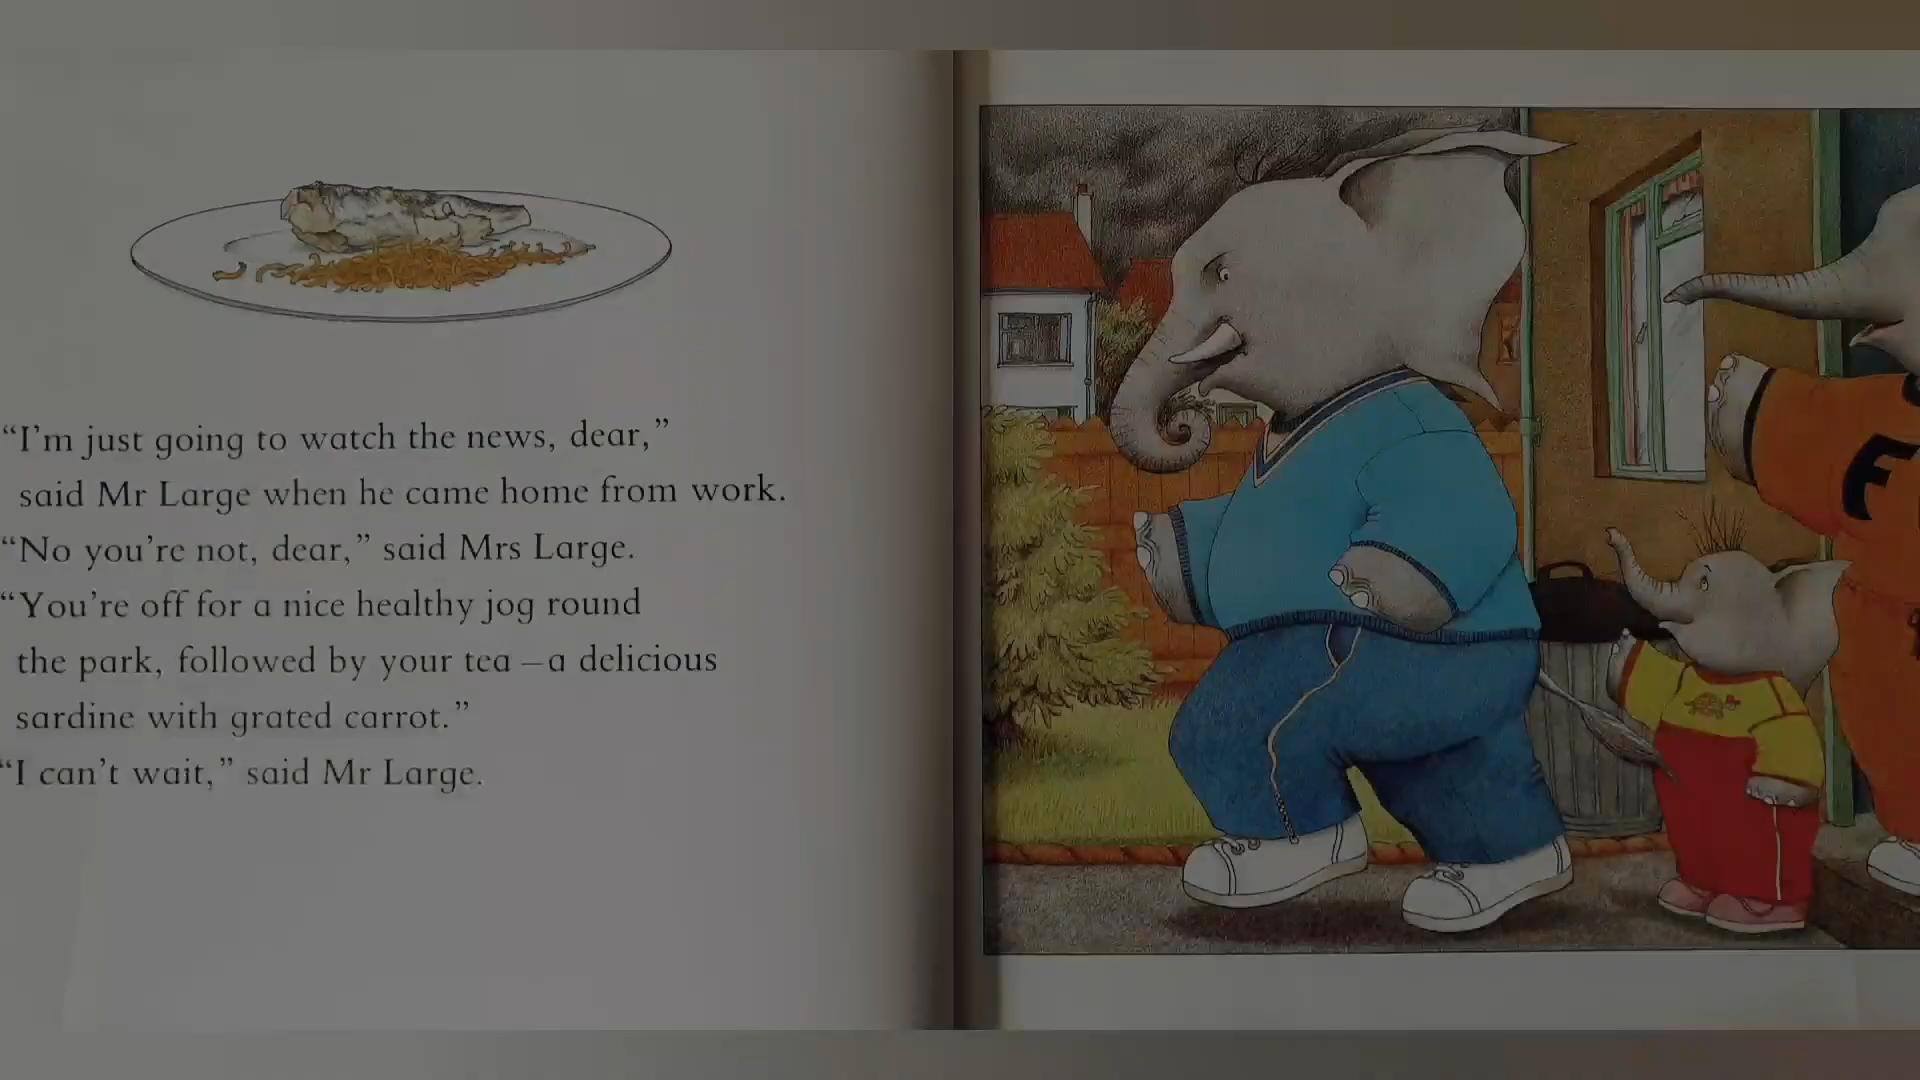 “I'm just going to watch the news, dear,”
said Mr Large when he came home from work.
“No you're not, dear,” said Mrs Large.
“You're off for a nice healthy jog round
the park, followed by your tea – a delicious
sardine with grated carrot.”
“I can't wait,” said Mr Large.
F